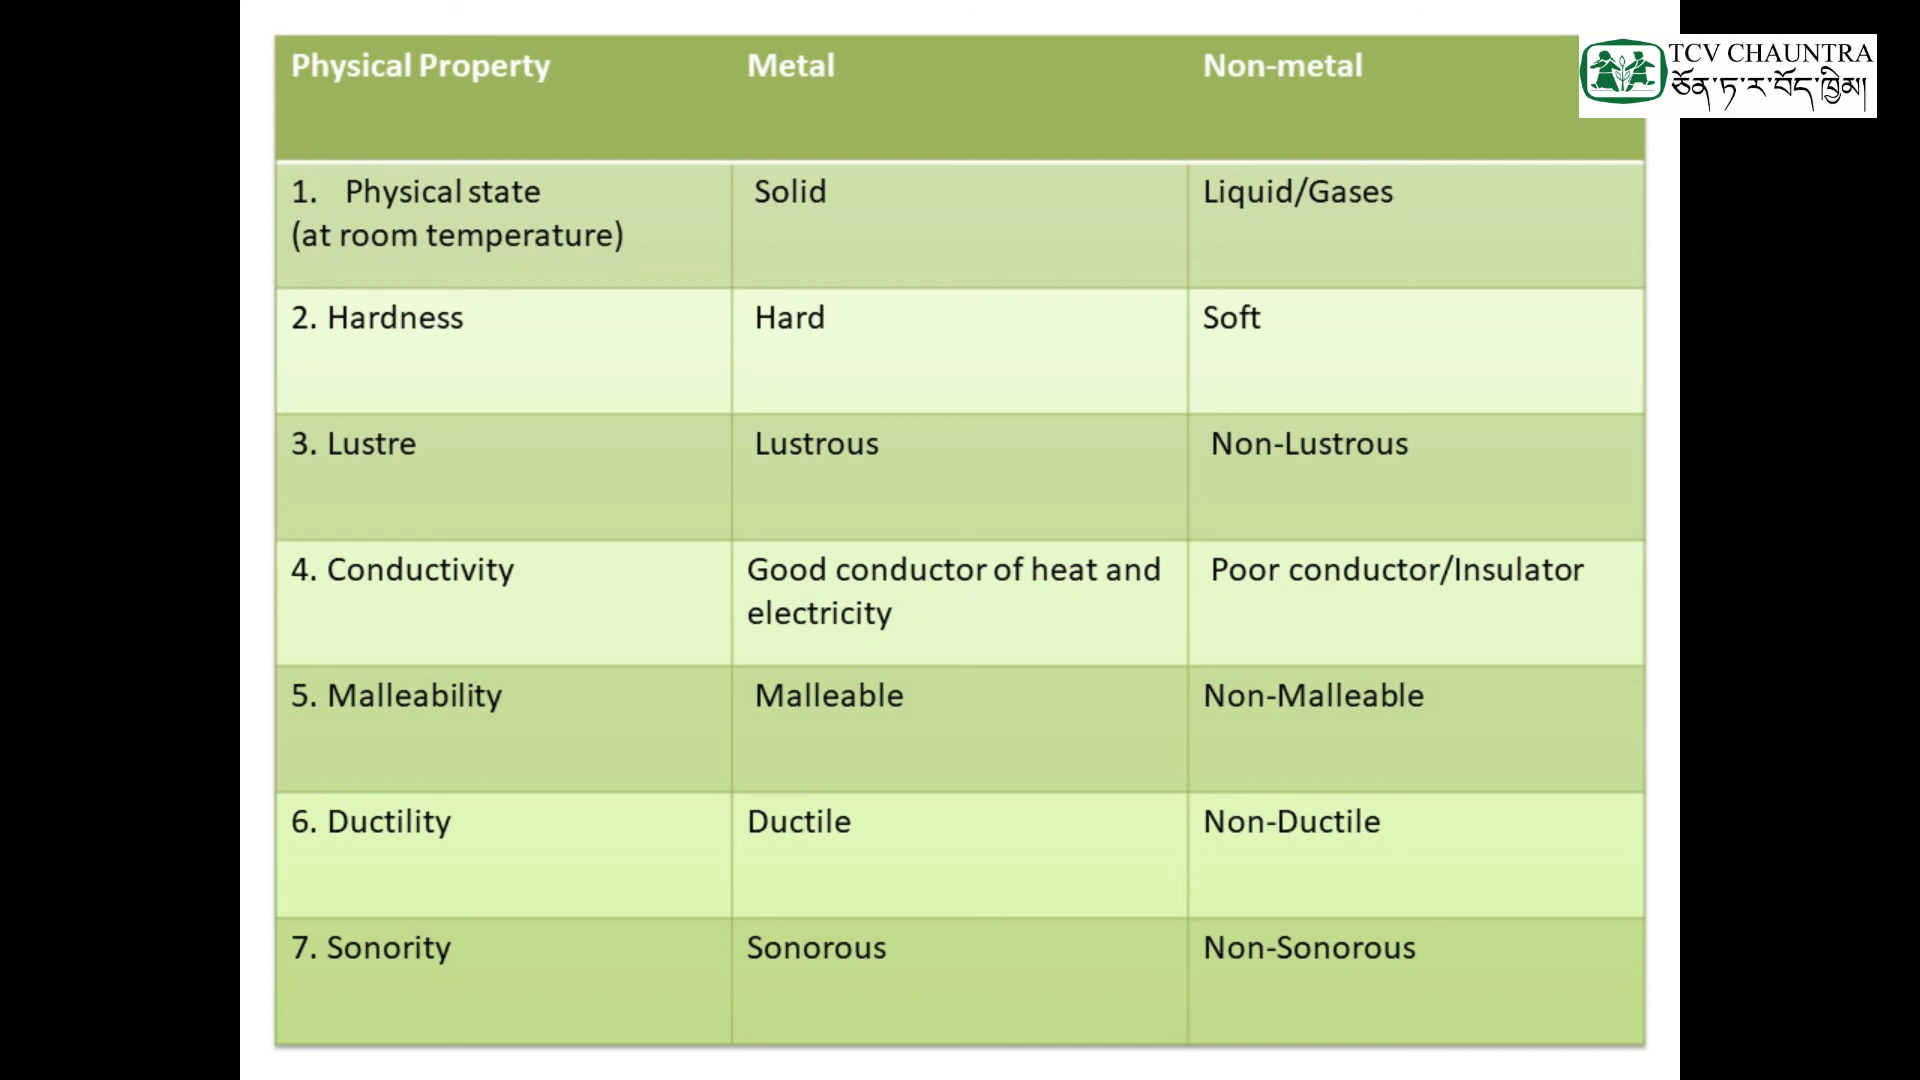 Physical Property Metal Non-metal
TCV CHAUNTRA
ཅོན་ཏ་ར་བོད་ཁྱིམ།
1. Physical state Solid Liquid/Gases
(at room temperature)
2. Hardness Hard Soft
3. Lustre Lustrous Non-Lustrous
4. Conductivity Good conductor of heat and Poor conductor/Insulator
electricity
5. Malleability Malleable Non-Malleable
6. Ductility Ductile Non-Ductile
7. Sonority Sonorous Non-Sonorous